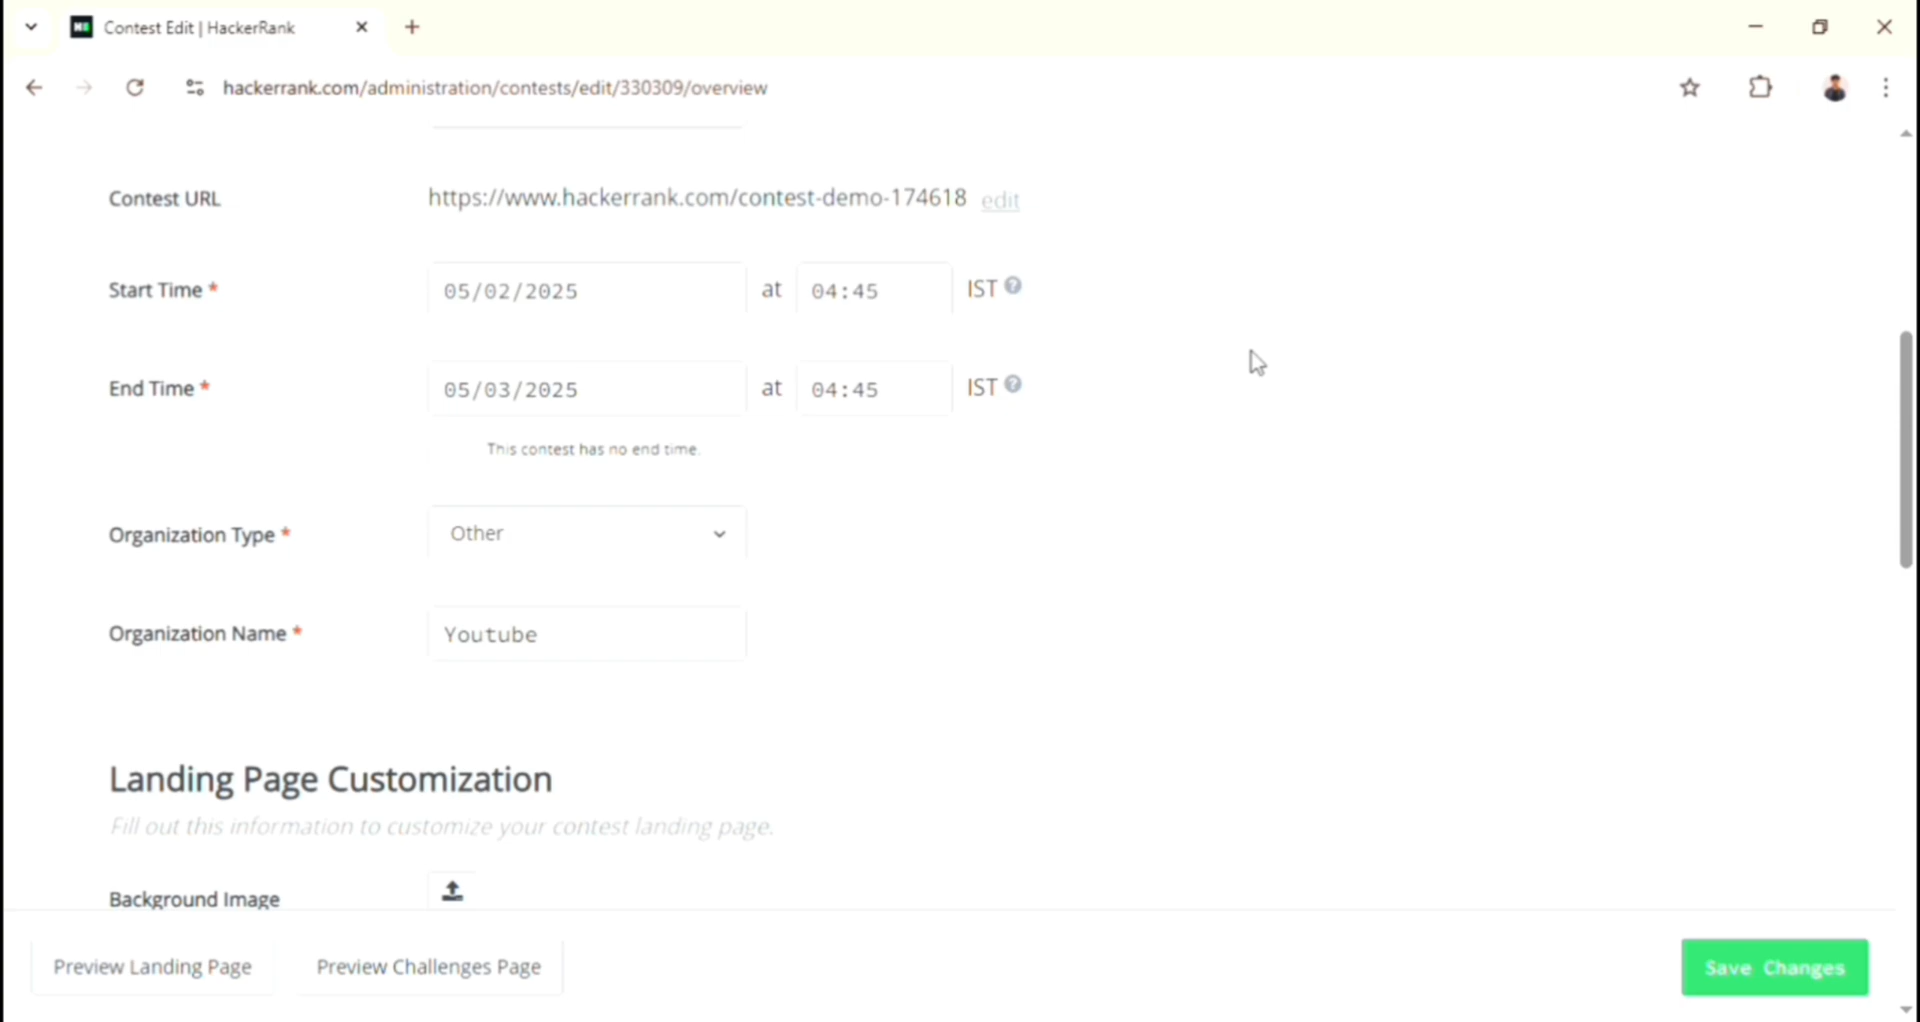 Contest Edit | HackerRank
hackerrank.com/administration/contests/edit/330309/overview
Contest URL https://www.hackerrank.com/contest-demo-174618 edit
Start Time * 05/02/2025 at 04:45 IST ?
End Time * 05/03/2025 at 04:45 IST ?
This contest has no end time.
Organization Type * Other
Organization Name * Youtube
Landing Page Customization
Fill out this information to customize your contest landing page.
Background Image
Preview Landing Page Preview Challenges Page Save Changes